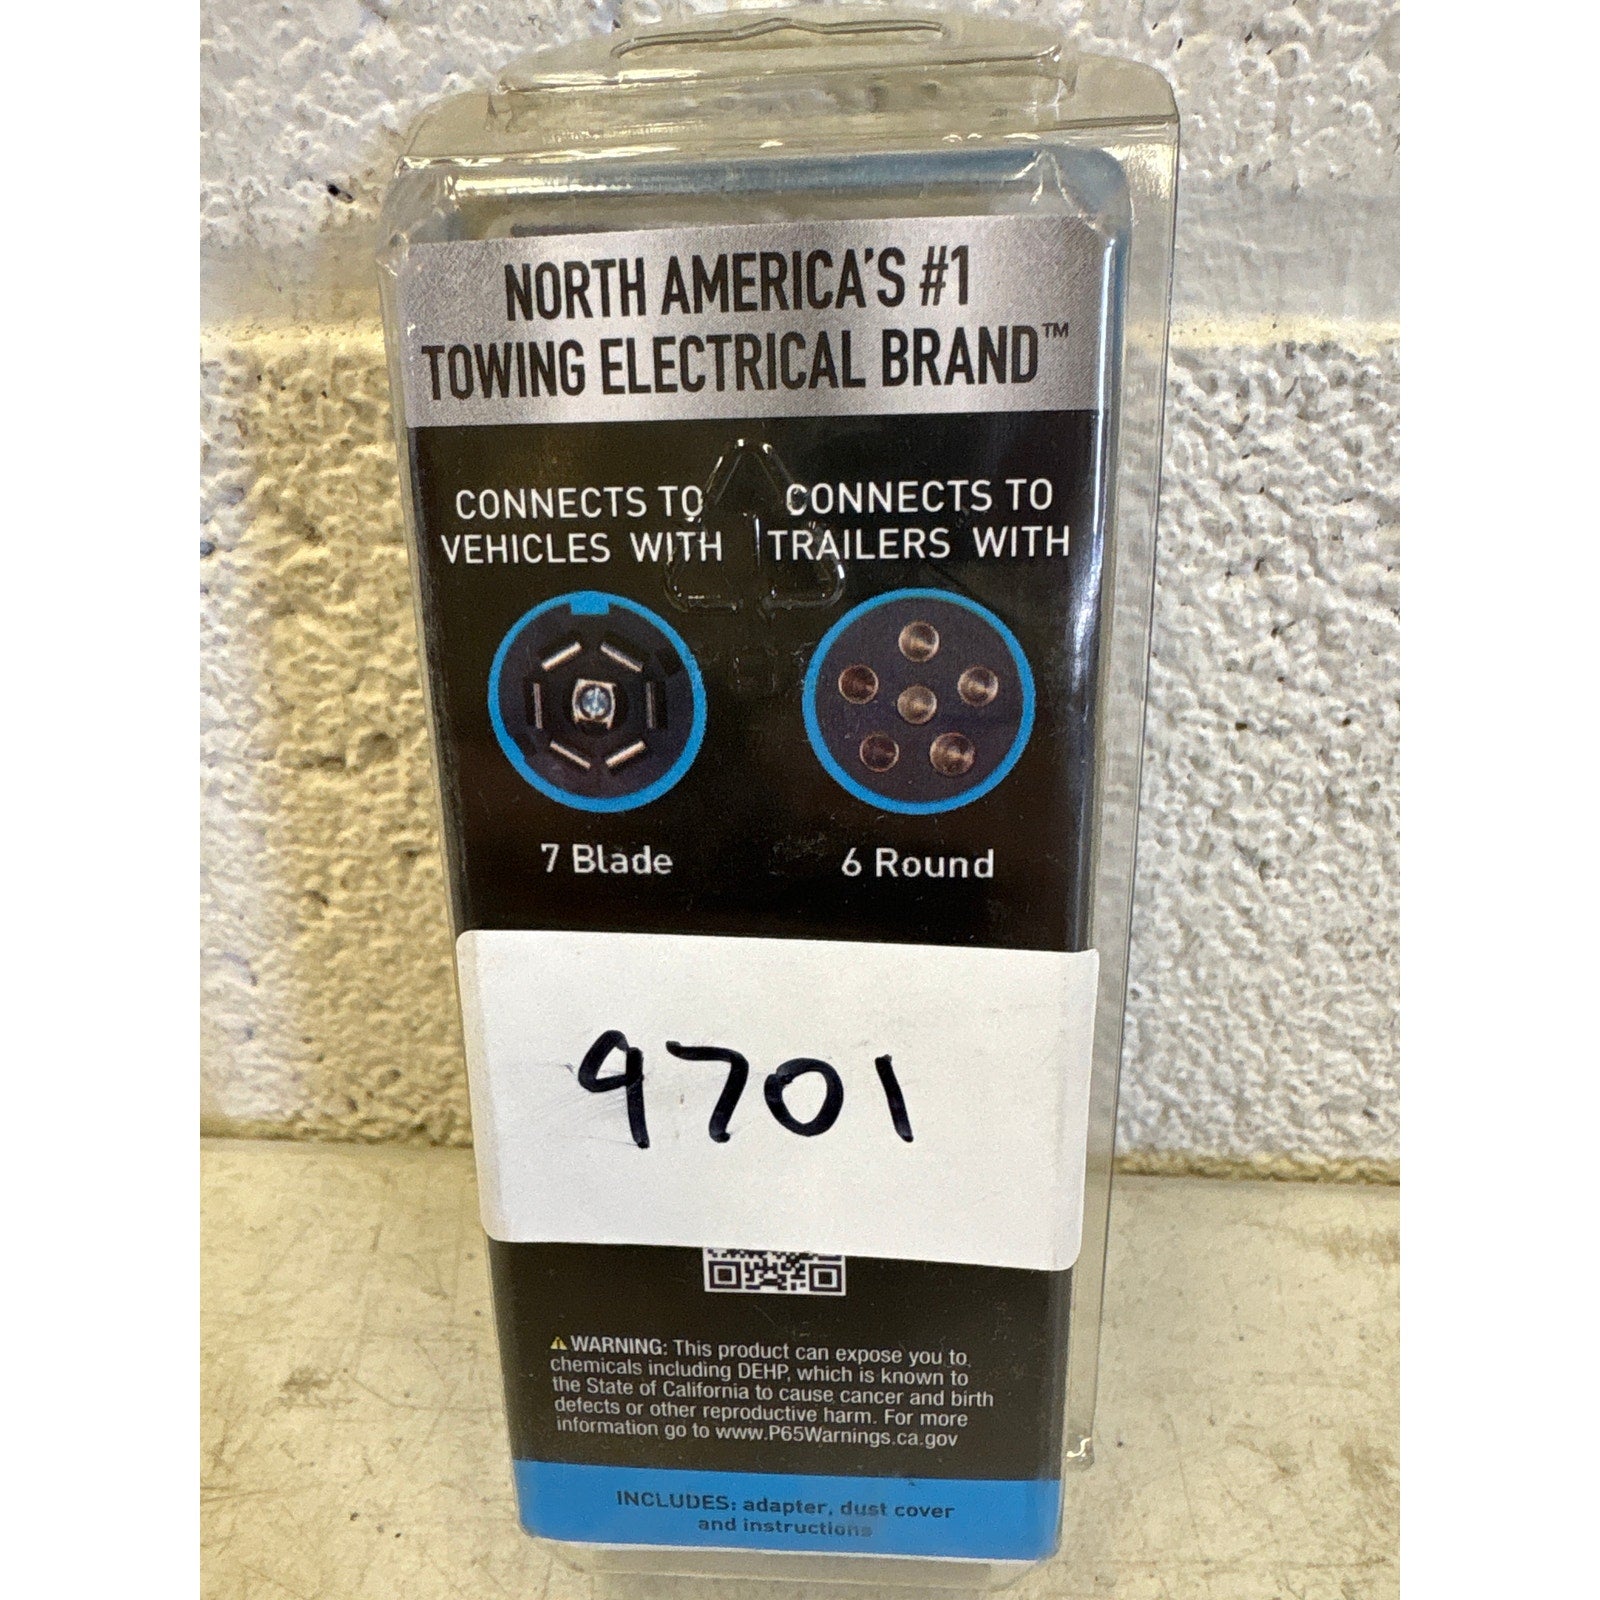 NORTH AMERICA'S #1
TOWING ELECTRICAL BRAND™
CONNECTS TO
VEHICLES WITH
CONNECTS TO
TRAILERS WITH
7 Blade
6 Round
9701
⚠ WARNING: This product can expose you to
chemicals including DEHP, which is known to
the State of California to cause cancer and birth
defects or other reproductive harm. For more
information go to www.P65Warnings.ca.gov
INCLUDES: adapter, dust cover
and instructions